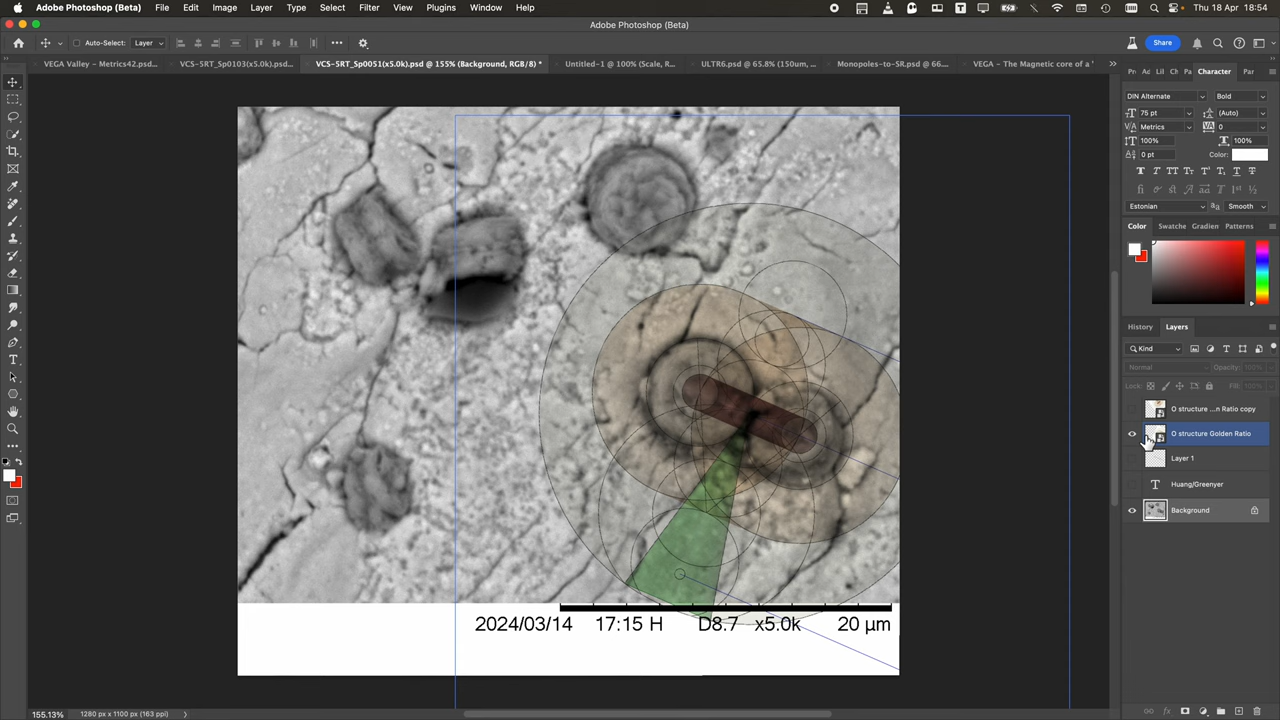 Photoshop (Beta) File Edit Image Layer Type Select Filter View Plugins Window Help Thu 18 Apr 18:54
Adobe Photoshop (Beta)
Auto-Select: Layer Share
VEGA Valley – Metrics42.psd... VCS-5RT_Sp0103(x5.0k).psd... VCS-5RT_Sp0051(x5.0k).psd @ 155% (Background, RGB/8) * Untitled-1 @ 100% (Scale, R... ULTR6.psd @ 65.8% (150um, ... Monopoles-to-SR.psd @ 66.... VEGA - The Magnetic core of a '
Character Par
DIN Alternate Bold
75 pt (Auto)
Metrics 0
100% 100%
0 pt Color:
Estonian Smooth
Color Swatche Gradien Patterns
History Layers
Kind
Normal Opacity: 100%
Lock: Fill: 100%
O structure ...n Ratio copy
O structure Golden Ratio
Layer 1
Huang/Greenyer
Background
2024/03/14 17:15 H D8.7 x5.0k 20 µm
155.13% 1280 px x 1100 px (163 ppi)